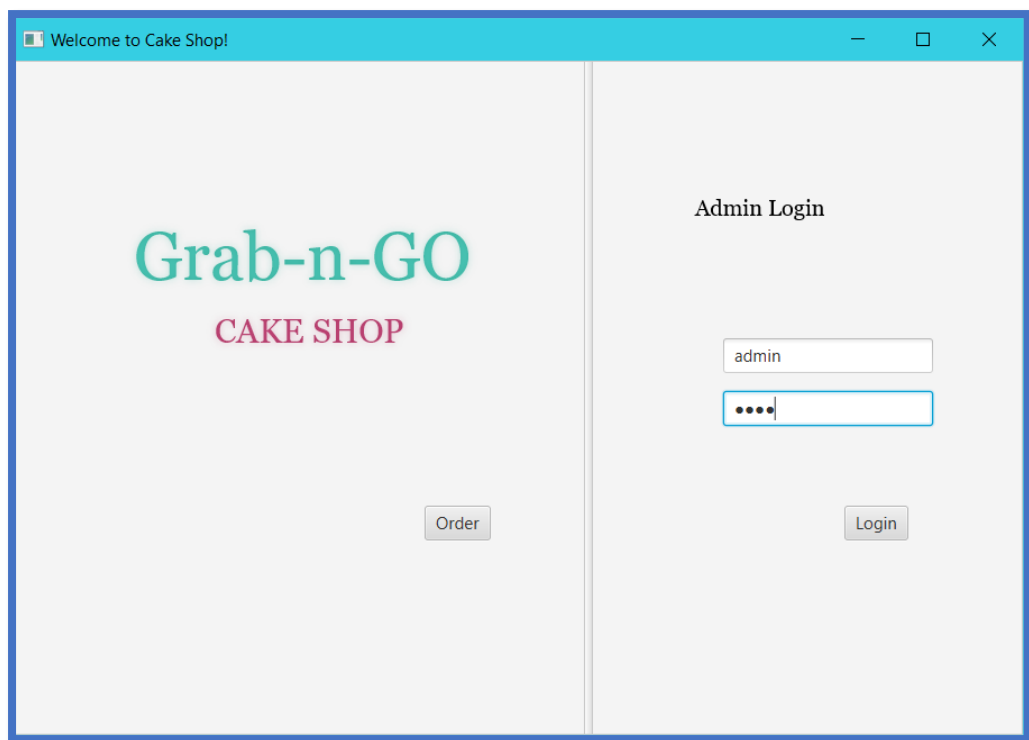 Welcome to Cake Shop!
Grab-n-GO
CAKE SHOP
Order
Admin Login
admin
••••
Login